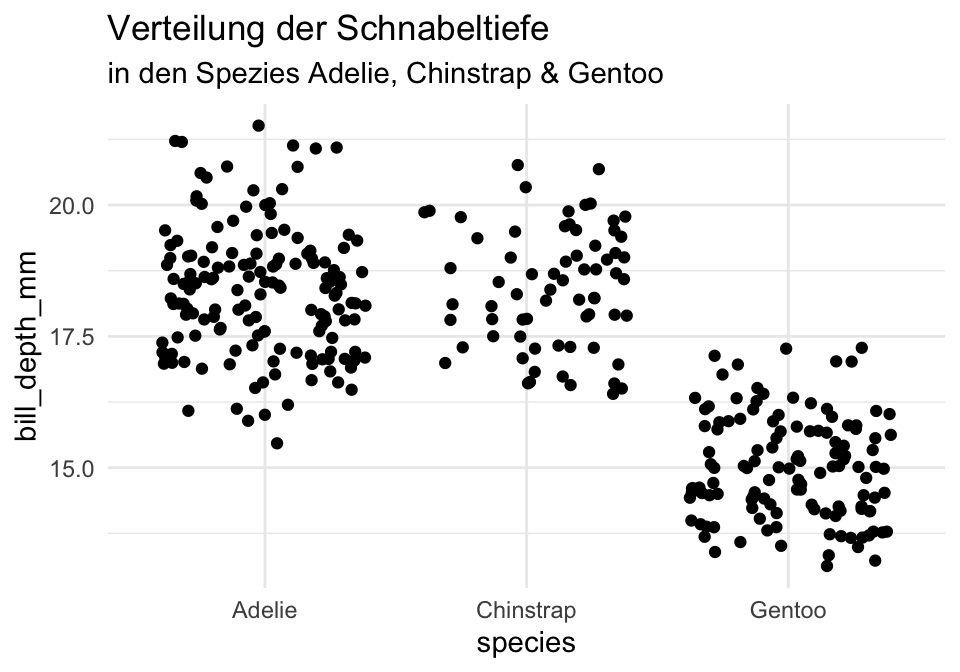 Verteilung der Schnabeltiefe
in den Spezies Adelie, Chinstrap & Gentoo
bill_depth_mm
20.0
17.5
15.0
Adelie Chinstrap Gentoo
species